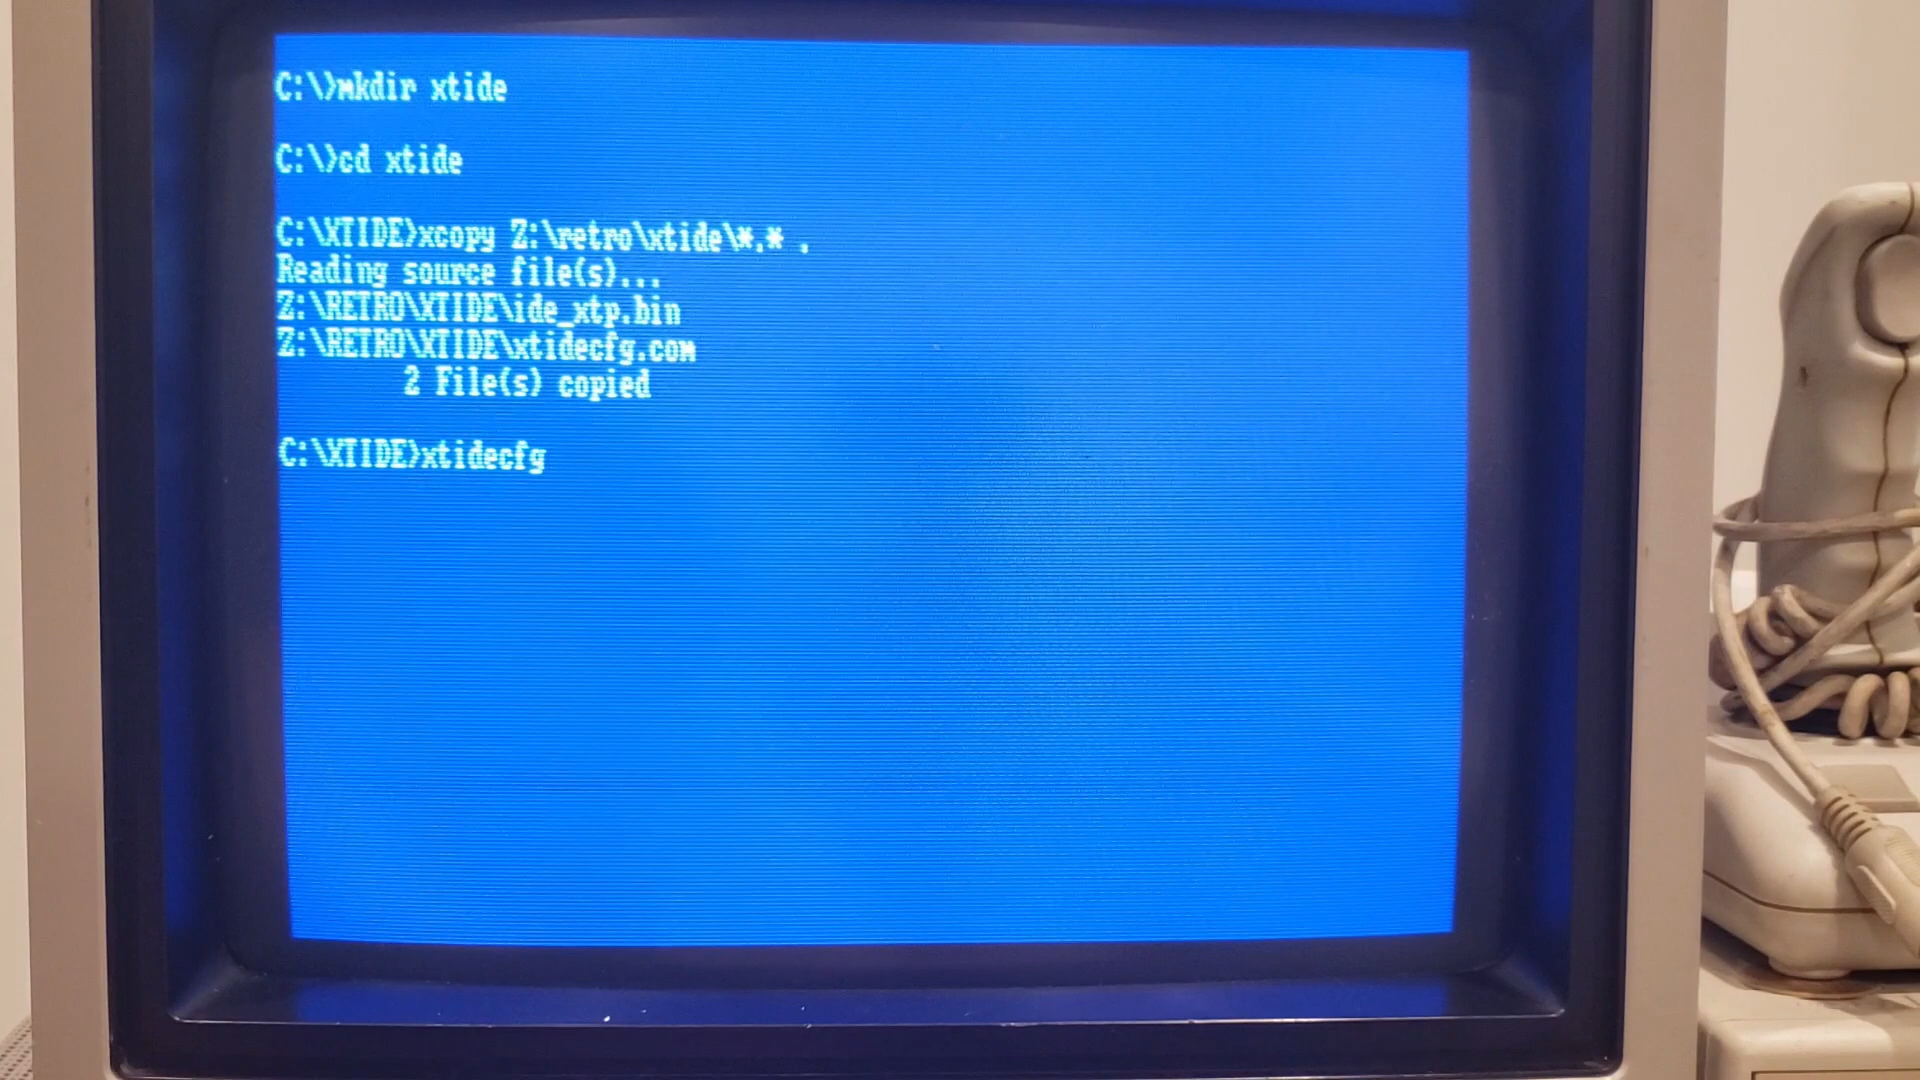 C:\>mkdir xtide
C:\>cd xtide
C:\XTIDE>xcopy Z:\retro\xtide\*.* .
Reading source file(s)...
Z:\RETRO\XTIDE\ide_xtp.bin
Z:\RETRO\XTIDE\xtidecfg.com
2 File(s) copied
C:\XTIDE>xtidecfg